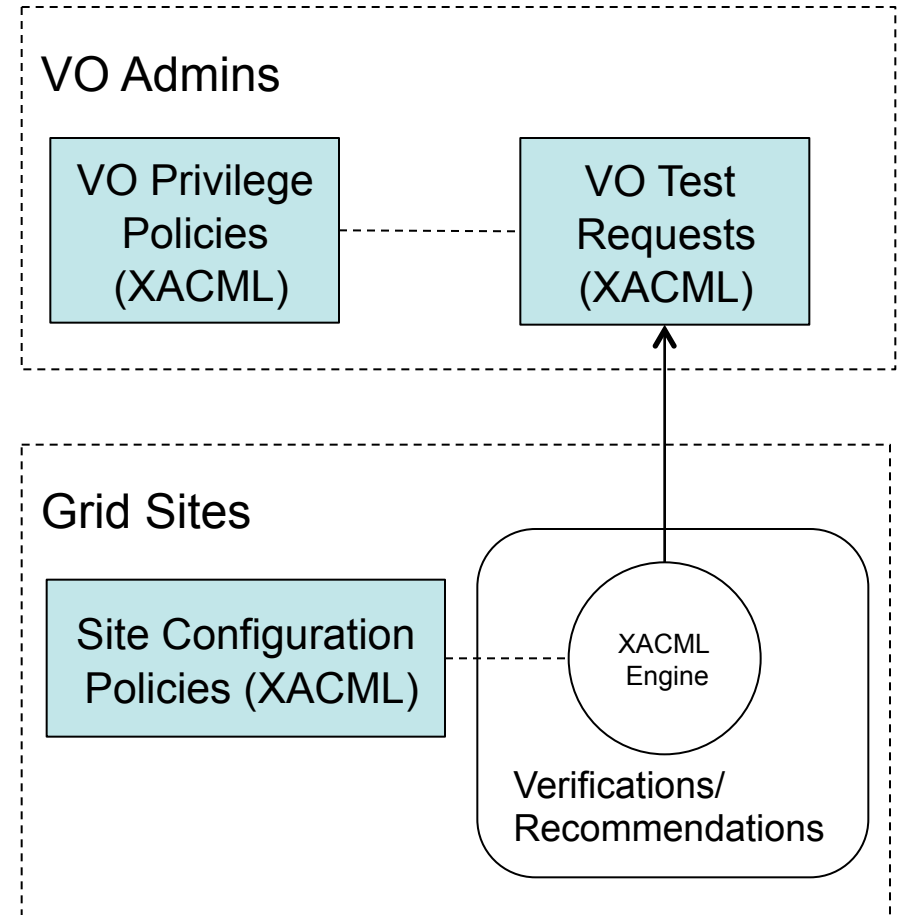 VO Admins
VO Privilege
Policies
(XACML)
VO Test
Requests
(XACML)
Grid Sites
Site Configuration
Policies (XACML)
XACML
Engine
Verifications/
Recommendations